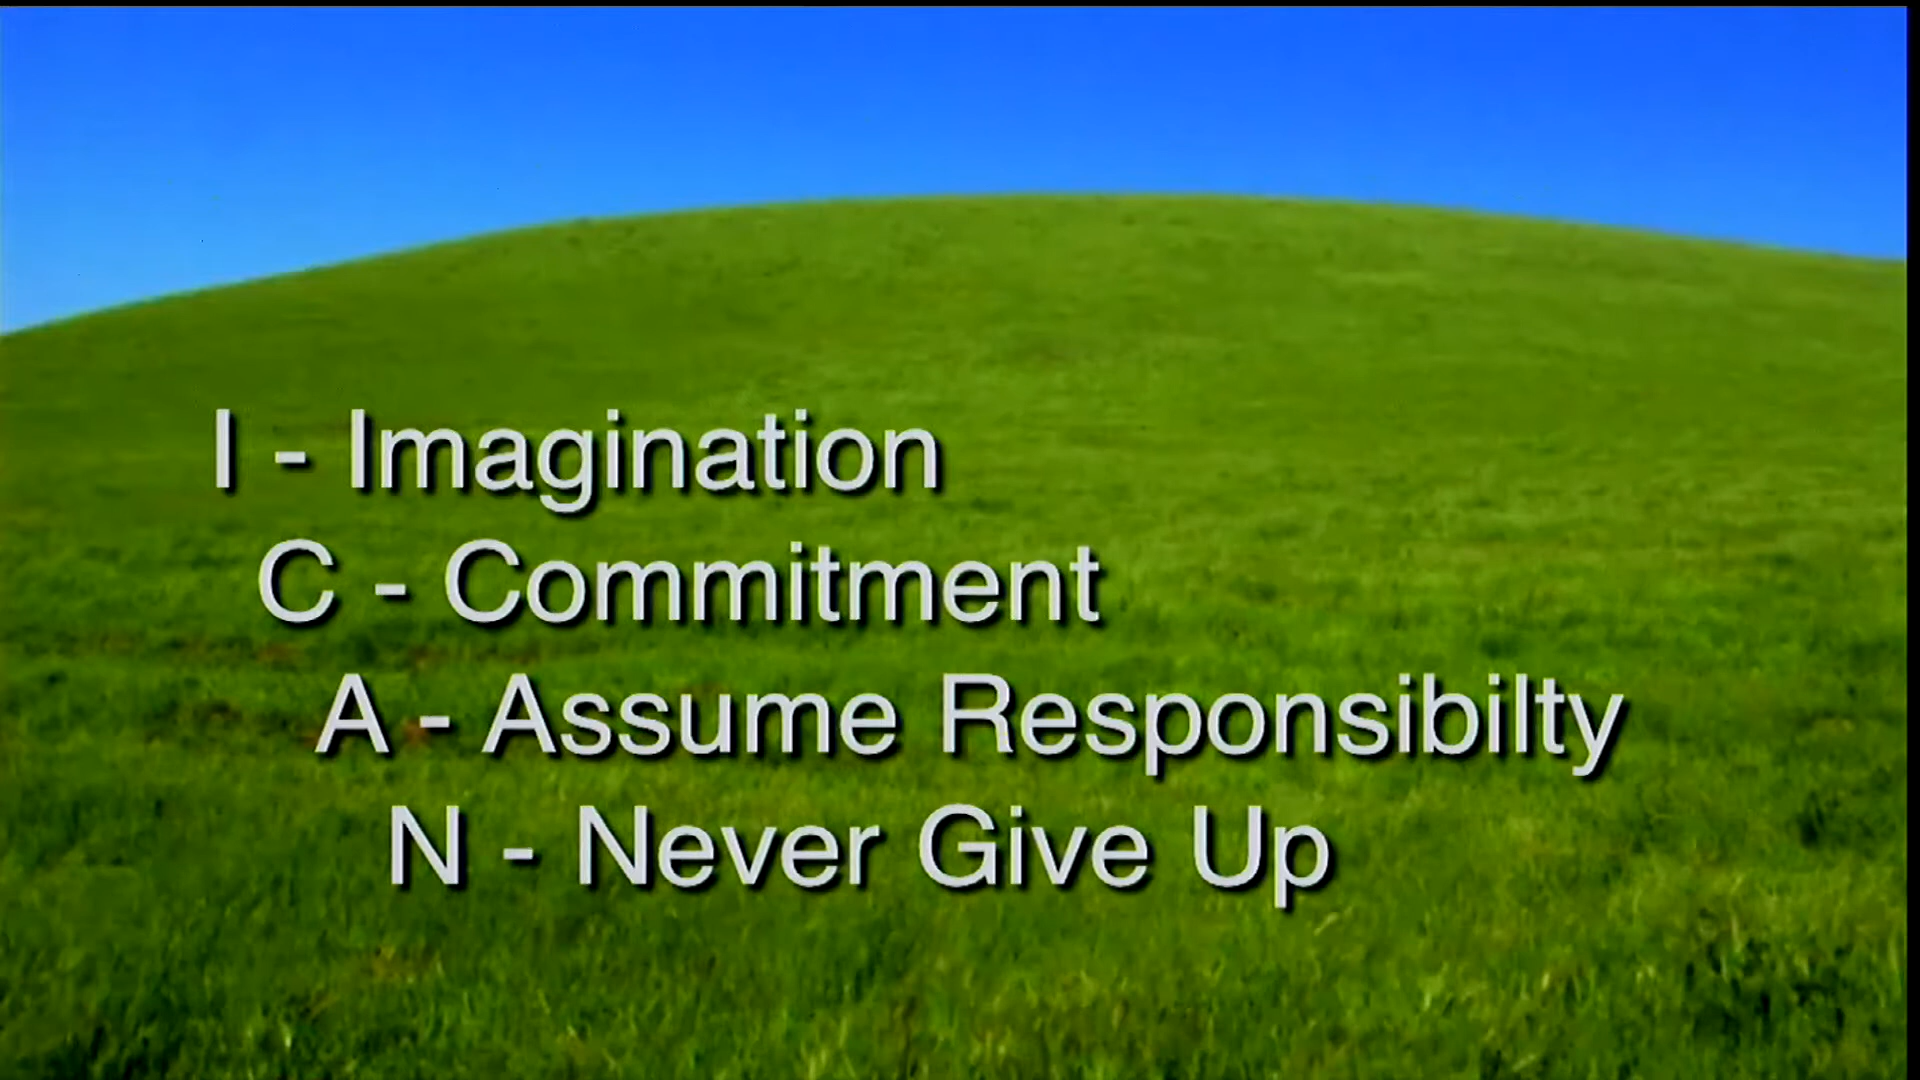 I - Imagination
C - Commitment
A - Assume Responsibilty
N - Never Give Up